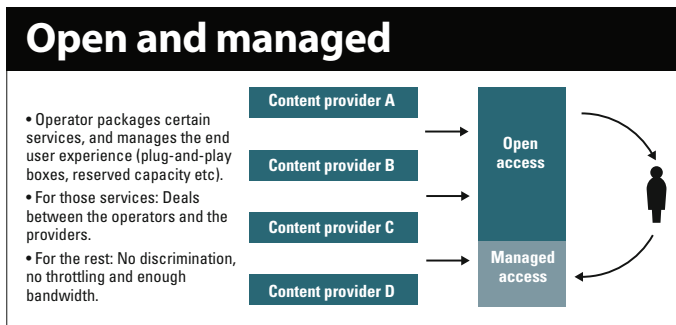 Open and managed
• Operator packages certain
services, and manages the end
user experience (plug-and-play
boxes, reserved capacity etc).
• For those services: Deals
between the operators and the
providers.
• For the rest: No discrimination,
no throttling and enough
bandwidth.
Content provider A
Content provider B
Content provider C
Content provider D
Open
access
Managed
access